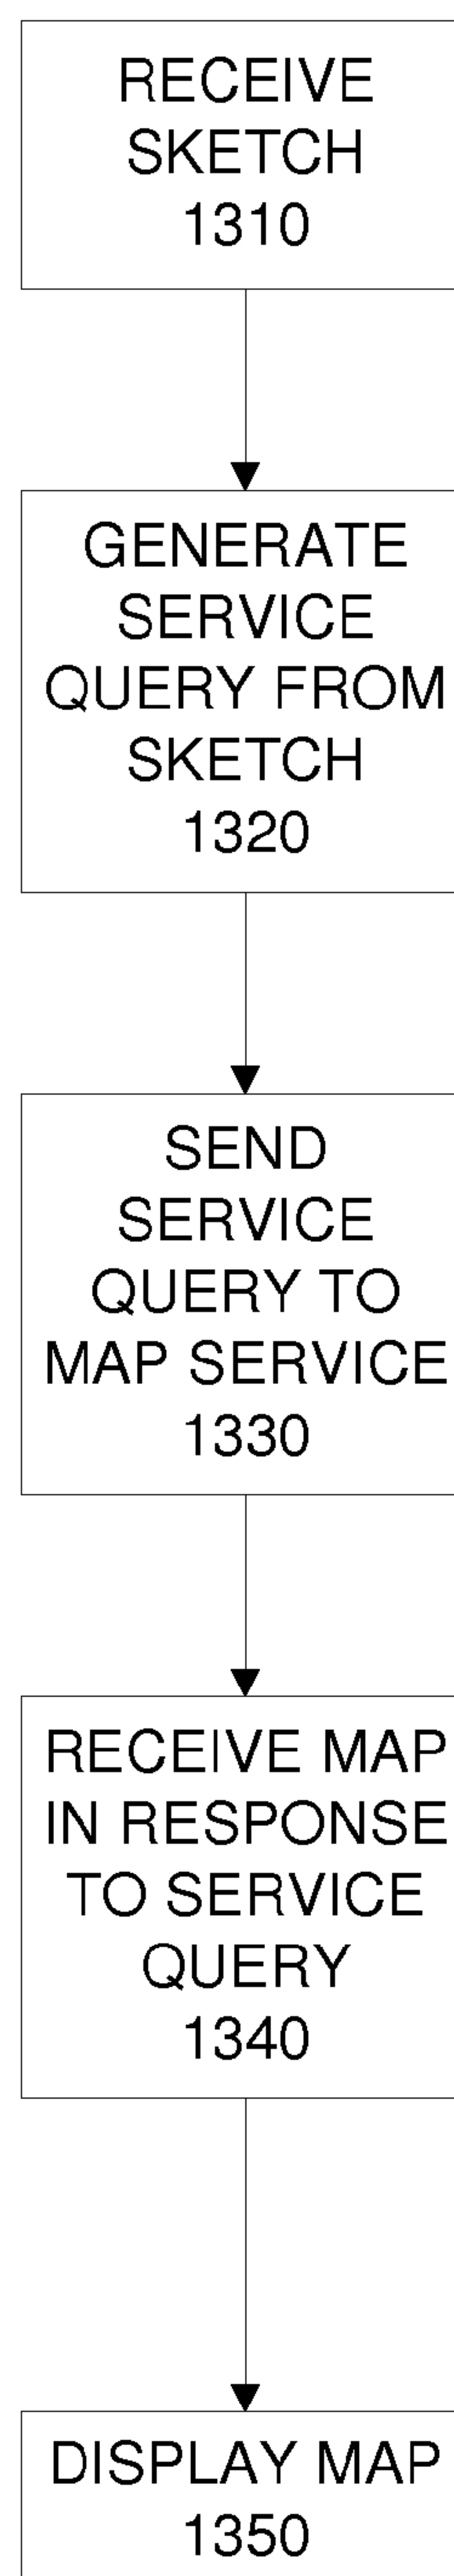 RECEIVE
SKETCH
1310
GENERATE
SERVICE
QUERY FROM
SKETCH
1320
SEND
SERVICE
QUERY TO
MAP SERVICE
1330
RECEIVE MAP
IN RESPONSE
TO SERVICE
QUERY
1340
DISPLAY MAP
1350